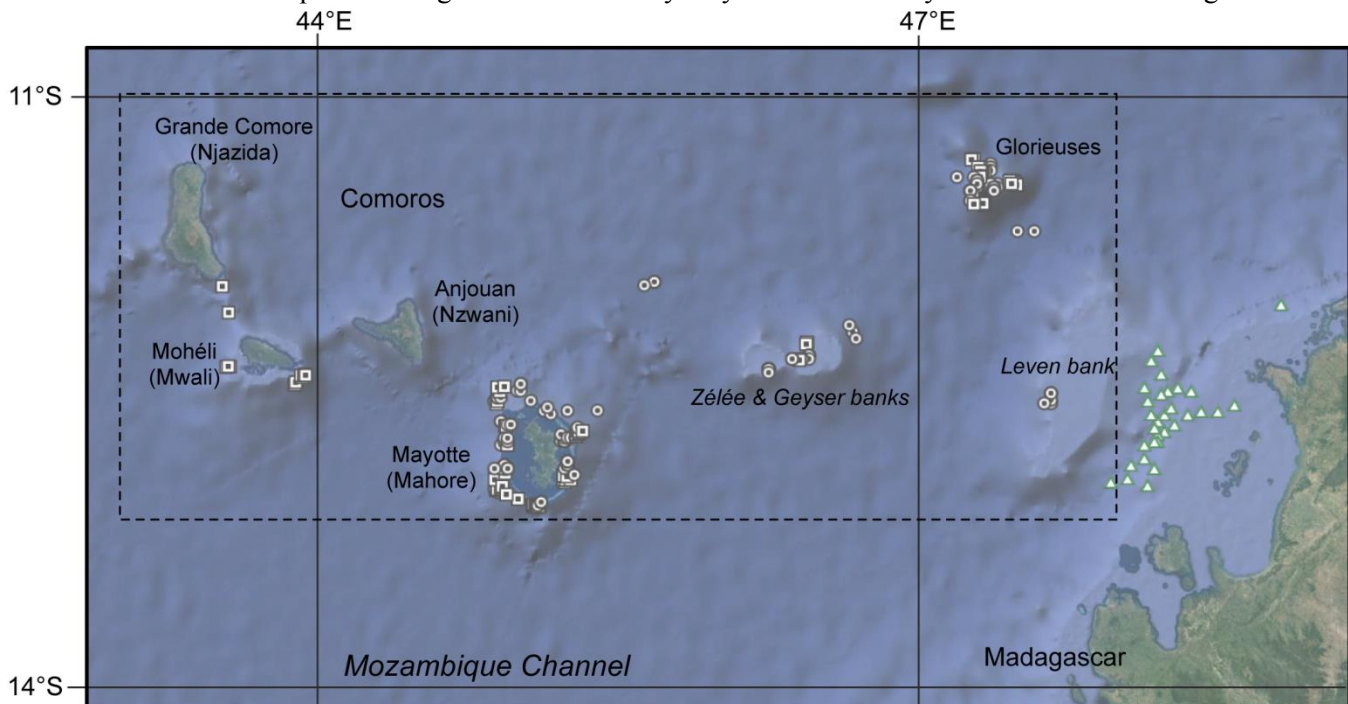 44°E
47°E
11°S
Grande Comore
(Njazida)
Glorieuses
Comoros
Anjouan
(Nzwani)
Mohéli
(Mwali)
Leven bank
Zélée & Geyser banks
Mayotte
(Mahore)
Mozambique Channel
Madagascar
14°S